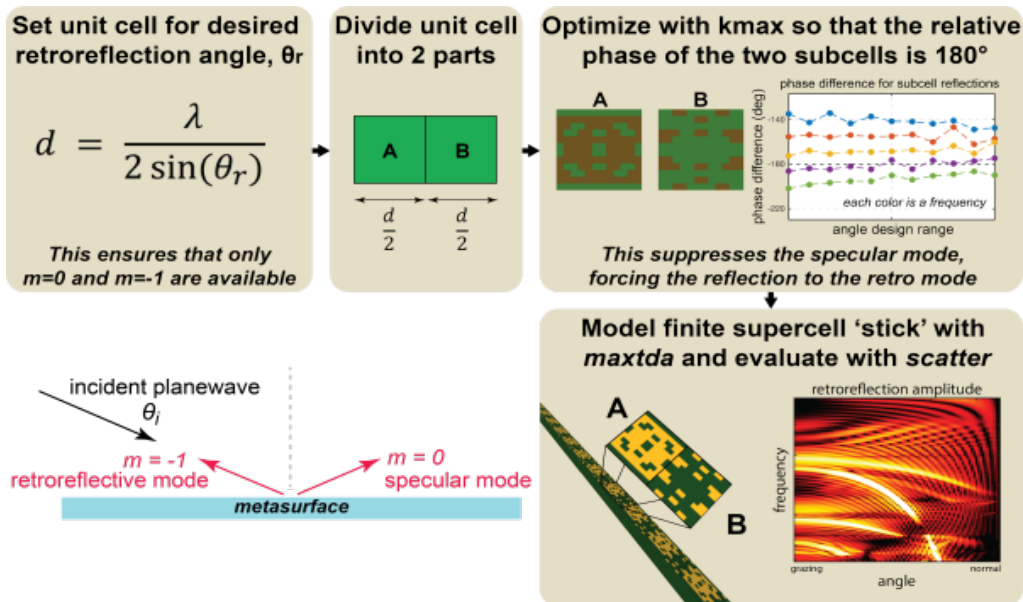 Set unit cell for desired
retroreflection angle, θr
d = λ / 2 sin(θr)
This ensures that only
m=0 and m=-1 are available
Divide unit cell
into 2 parts
A B
d/2 d/2
Optimize with kmax so that the relative
phase of the two subcells is 180°
A B
phase difference for subcell reflections
phase difference (deg)
-140
-180
-220
each color is a frequency
angle design range
This suppresses the specular mode,
forcing the reflection to the retro mode
Model finite supercell ‘stick’ with
maxtda and evaluate with scatter
A
B
retroreflection amplitude
frequency
grazing normal
angle
incident planewave
θi
m = -1
retroreflective mode
m = 0
specular mode
metasurface